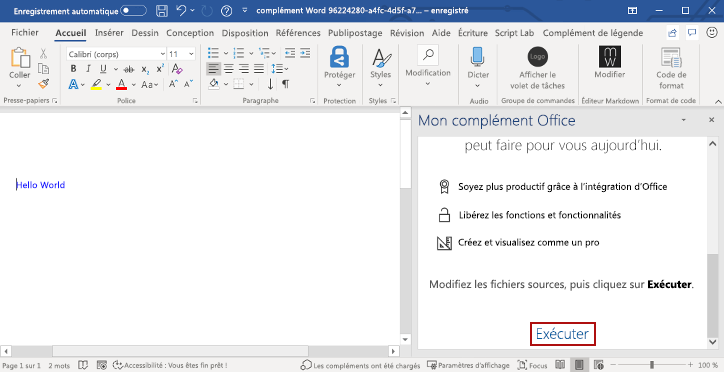 Enregistrement automatique
complément Word 96224280-a4fc-4d5f-a7... – enregistré
Fichier Accueil Insérer Dessin Conception Disposition Références Publipostage Révision Aide Écriture Script Lab Complément de légende
Coller
Calibri (corps) 11
Protéger
Styles
Modification
Dicter
Logo
Afficher le volet de tâches
Modifier
Code de format
Presse-papiers Police Paragraphe Protection Styles Audio Groupe de commandes Éditeur Markdown Format de code
Hello World
Mon complément Office
peut faire pour vous aujourd'hui.
Soyez plus productif grâce à l'intégration d'Office
Libérez les fonctions et fonctionnalités
Créez et visualisez comme un pro
Modifiez les fichiers sources, puis cliquez sur Exécuter.
Exécuter
Page 1 sur 1 2 mots Accessibilité : Vous êtes fin prêt ! Les compléments ont été chargés Paramètres d'affichage Focus 100 %